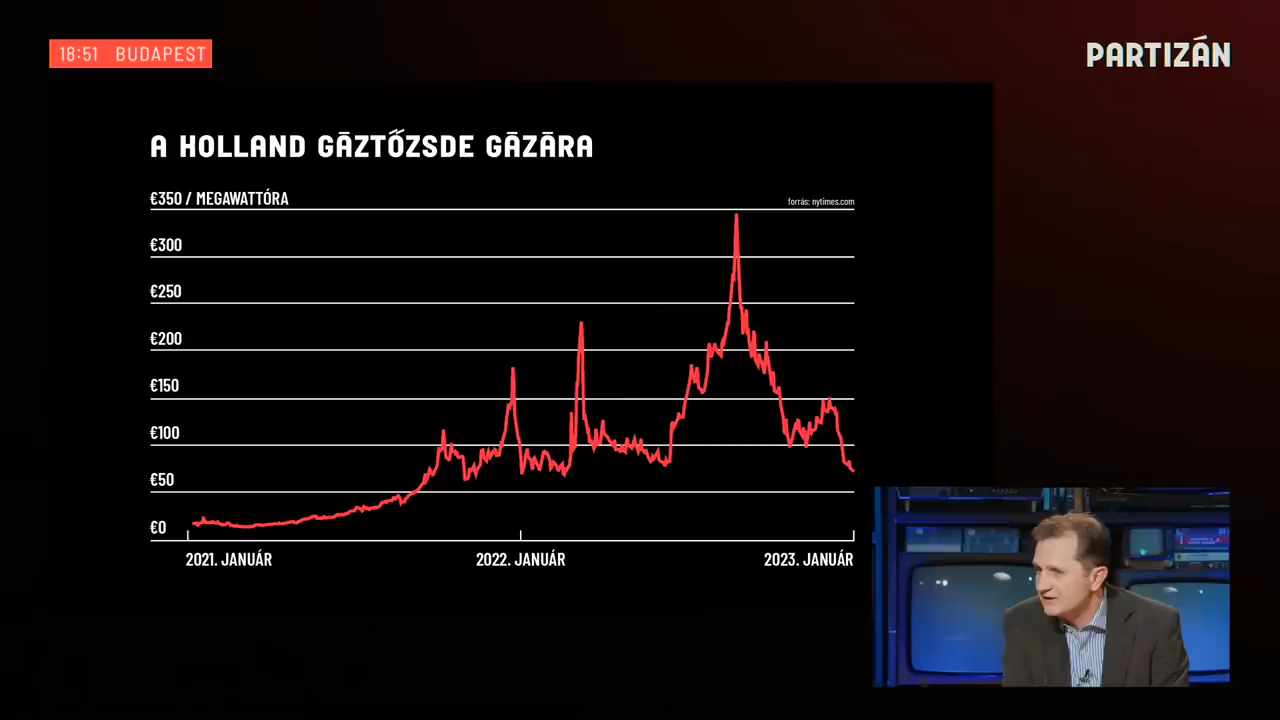 18:51 BUDAPEST
PARTIZÁN
A HOLLAND GÁZTŐZSDE GÁZÁRA
€350 / MEGAWATTÓRA
forrás: nytimes.com
€300
€250
€200
€150
€100
€50
€0
2021. JANUÁR
2022. JANUÁR
2023. JANUÁR